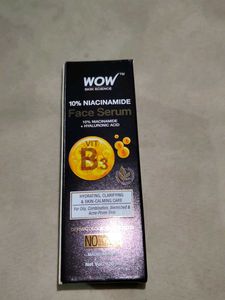 WOW™
SKIN SCIENCE
10% NIACINAMIDE
Face Serum
10% NIACINAMIDE
+ HYALURONIC ACID
VIT
B3
HYDRATING, CLARIFYING
& SKIN-CALMING CARE
For Oily, Combination, Blemished &
Acne-Prone Skin
NO